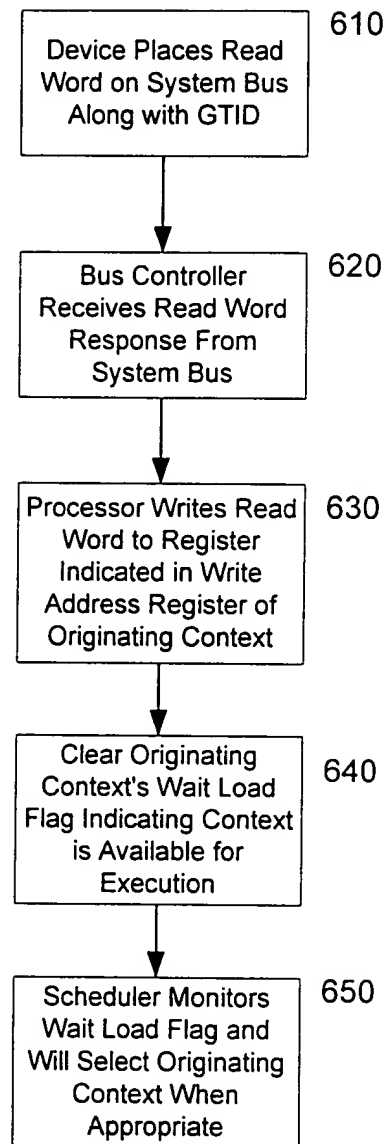 610
Device Places Read
Word on System Bus
Along with GTID
620
Bus Controller
Receives Read Word
Response From
System Bus
630
Processor Writes Read
Word to Register
Indicated in Write
Address Register of
Originating Context
640
Clear Originating
Context's Wait Load
Flag Indicating Context
is Available for
Execution
650
Scheduler Monitors
Wait Load Flag and
Will Select Originating
Context When
Appropriate